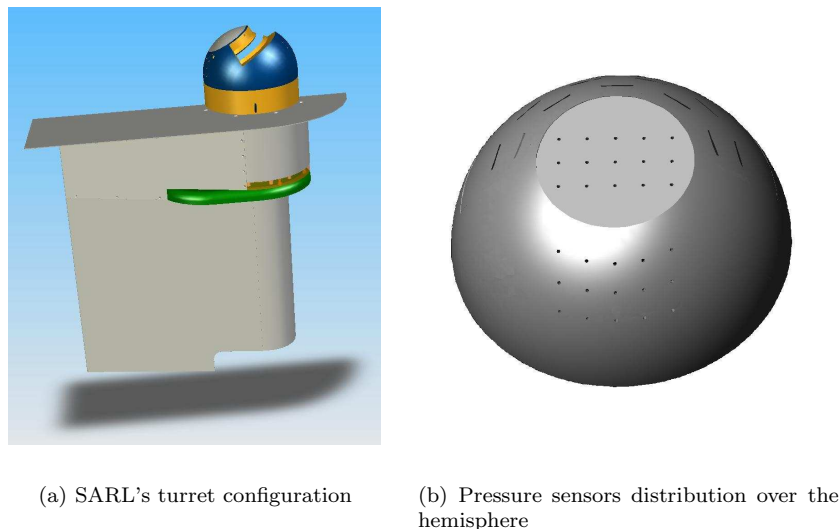 (a) SARL's turret configuration
(b) Pressure sensors distribution over the
hemisphere